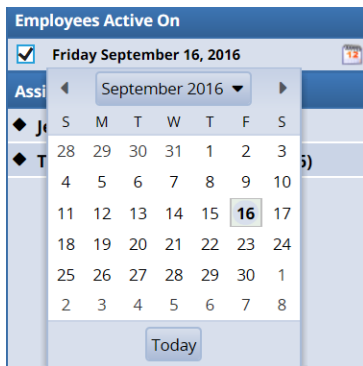 Employees Active On
Friday September 16, 2016
12
Assi
September 2016
S M T W T F S
28 29 30 31 1 2 3
4 5 6 7 8 9 10
11 12 13 14 15 16 17
18 19 20 21 22 23 24
25 26 27 28 29 30 1
2 3 4 5 6 7 8
Today